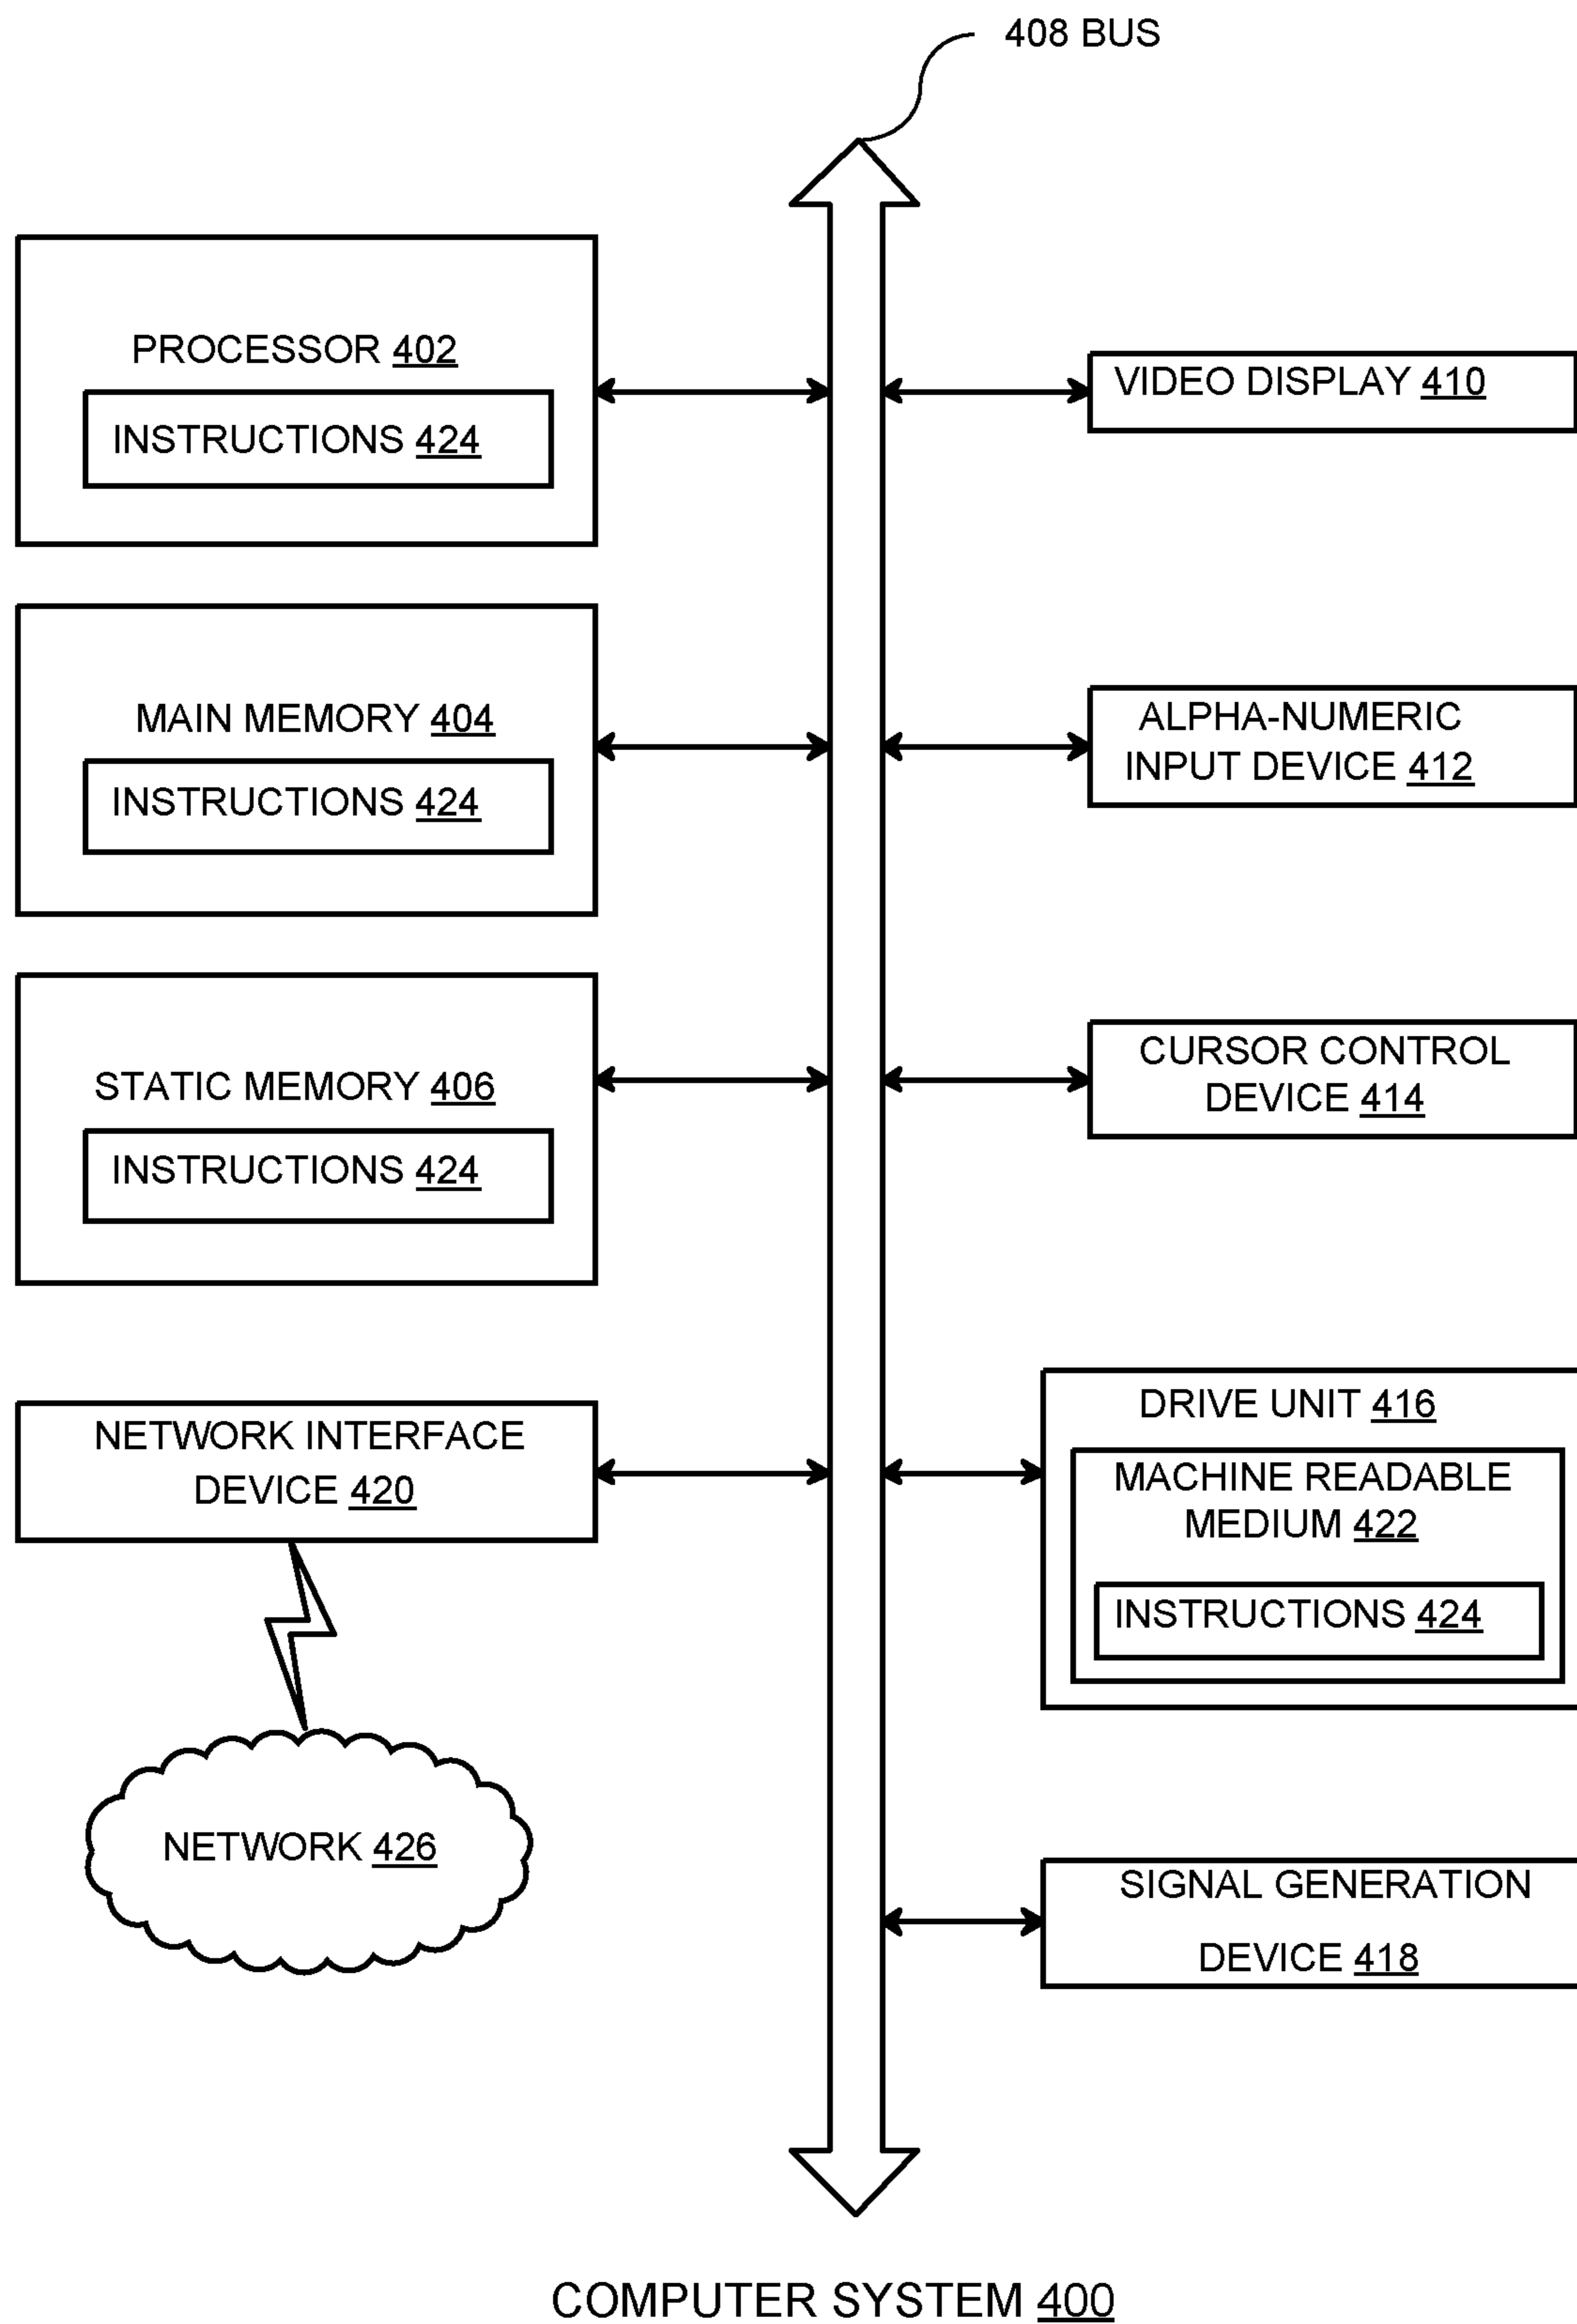 408 BUS
PROCESSOR 402
INSTRUCTIONS 424
VIDEO DISPLAY 410
MAIN MEMORY 404
INSTRUCTIONS 424
ALPHA-NUMERIC
INPUT DEVICE 412
STATIC MEMORY 406
INSTRUCTIONS 424
CURSOR CONTROL
DEVICE 414
NETWORK INTERFACE
DEVICE 420
DRIVE UNIT 416
MACHINE READABLE
MEDIUM 422
INSTRUCTIONS 424
NETWORK 426
SIGNAL GENERATION
DEVICE 418
COMPUTER SYSTEM 400